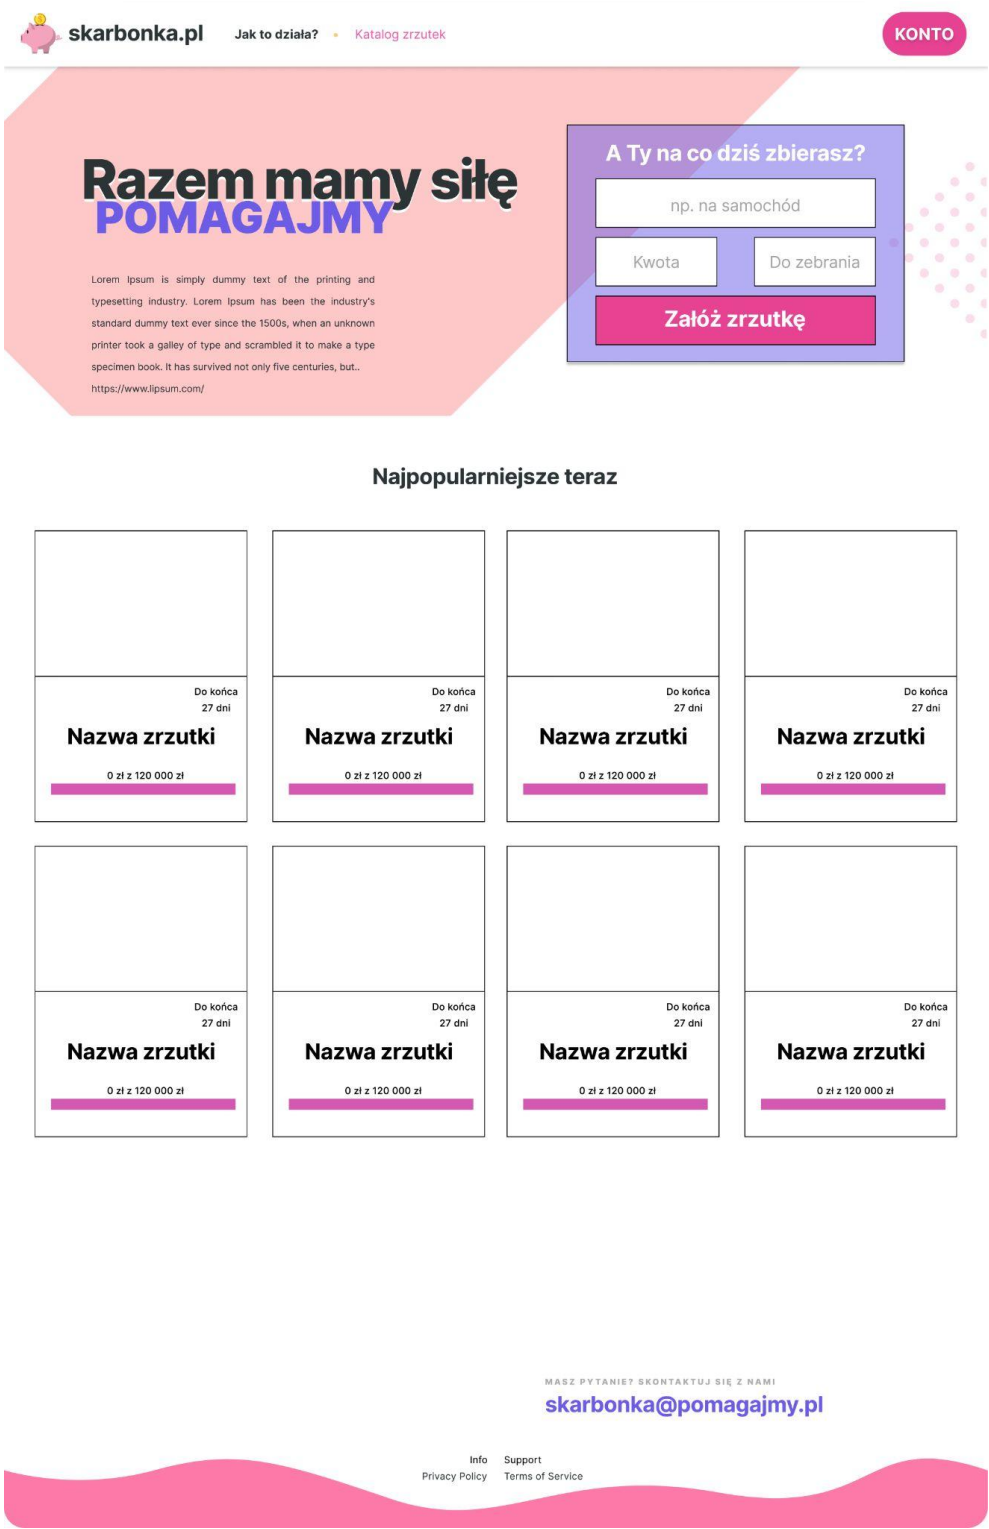 skarbonka.pl
Jak to działa?
Katalog zrzutek
KONTO
Razem mamy siłę
POMAGAJMY
Lorem Ipsum is simply dummy text of the printing and
typesetting industry. Lorem Ipsum has been the industry's
standard dummy text ever since the 1500s, when an unknown
printer took a galley of type and scrambled it to make a type
specimen book. It has survived not only five centuries, but..
https://www.lipsum.com/
A Ty na co dziś zbierasz?
np. na samochód
Kwota
Do zebrania
Załóż zrzutkę
Najpopularniejsze teraz
Do końca
27 dni
Nazwa zrzutki
0 zł z 120 000 zł
Do końca
27 dni
Nazwa zrzutki
0 zł z 120 000 zł
Do końca
27 dni
Nazwa zrzutki
0 zł z 120 000 zł
Do końca
27 dni
Nazwa zrzutki
0 zł z 120 000 zł
Do końca
27 dni
Nazwa zrzutki
0 zł z 120 000 zł
Do końca
27 dni
Nazwa zrzutki
0 zł z 120 000 zł
Do końca
27 dni
Nazwa zrzutki
0 zł z 120 000 zł
Do końca
27 dni
Nazwa zrzutki
0 zł z 120 000 zł
MASZ PYTANIE? SKONTAKTUJ SIĘ Z NAMI
skarbonka@pomagajmy.pl
Info Support
Privacy Policy Terms of Service